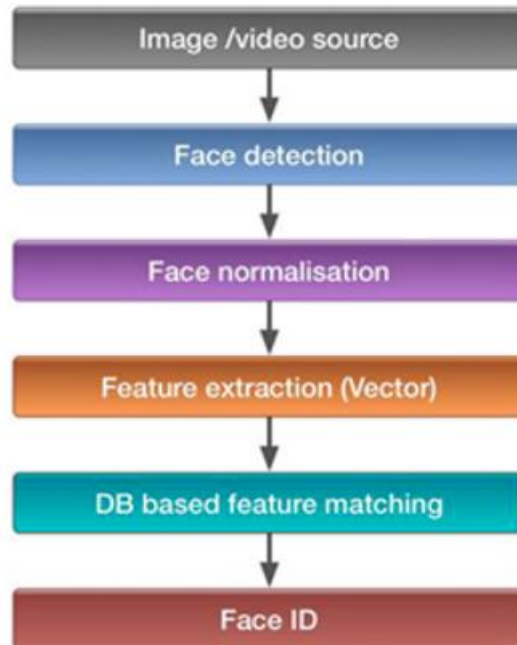 Image /video source
Face detection
Face normalisation
Feature extraction (Vector)
DB based feature matching
Face ID